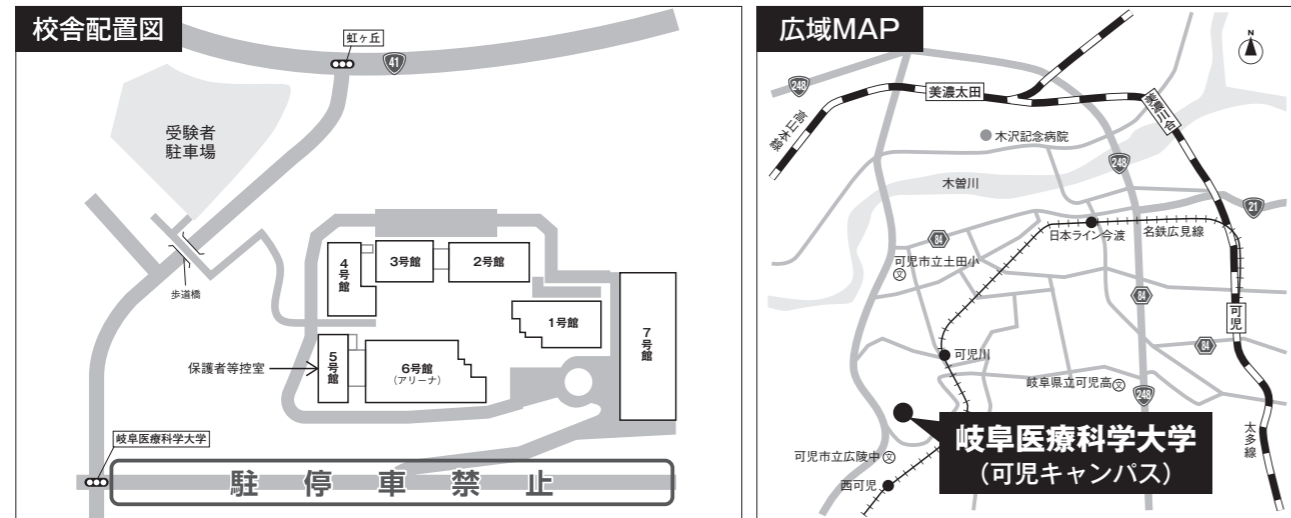 校舎配置図
虹ヶ丘
41
受験者
駐車場
歩道橋
4号館
3号館
2号館
1号館
7号館
保護者等控室
5号館
6号館
(アリーナ)
岐阜医療科学大学
駐停車禁止
広域MAP
N
248
美濃太田
高山本線
美濃川合
木沢記念病院
248
木曽川
21
84
日本ライン今渡
名鉄広見線
可児市立土田小
文
84
可児
可児川
84
岐阜県立可児高
文
248
岐阜医療科学大学
(可児キャンパス)
太多線
可児市立広陵中
文
西可児